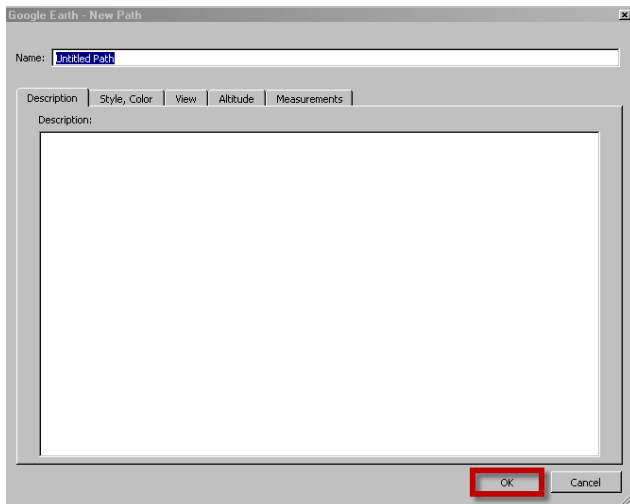 Google Earth - New Path
Name: Untitled Path
Description Style, Color View Altitude Measurements
Description:
OK Cancel